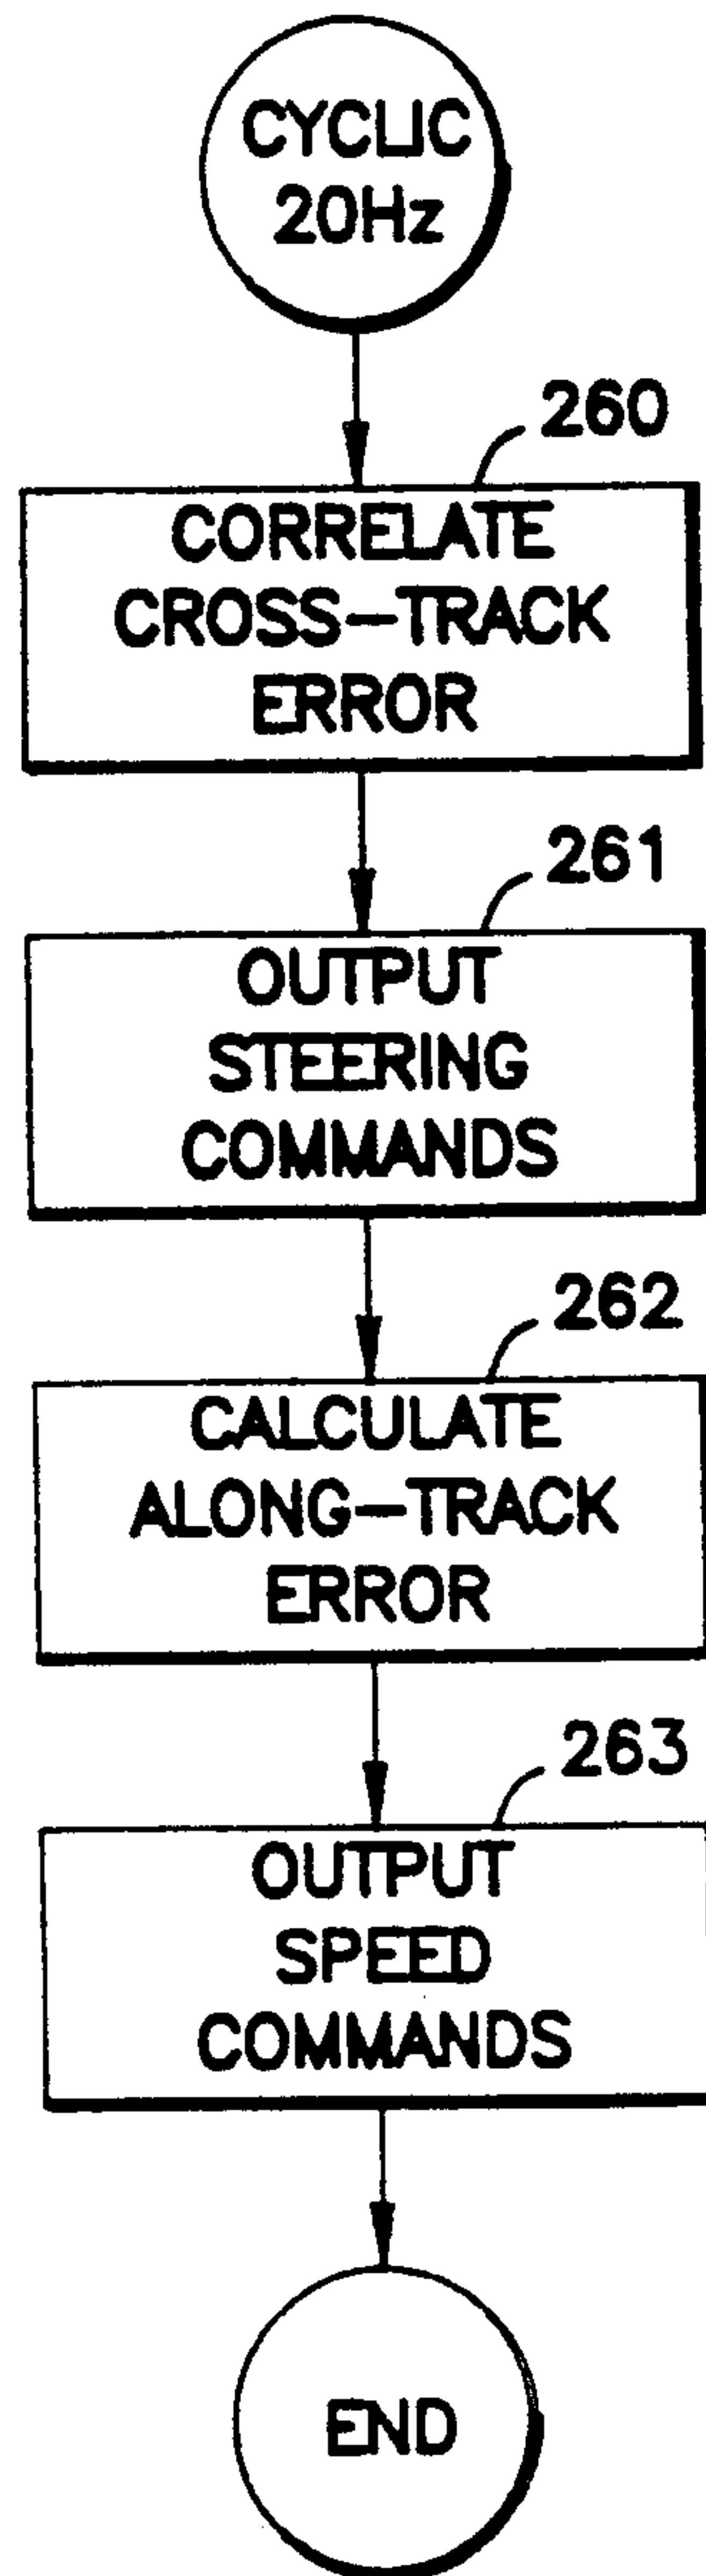 CYCLIC
20Hz
260
CORRELATE
CROSS-TRACK
ERROR
261
OUTPUT
STEERING
COMMANDS
262
CALCULATE
ALONG-TRACK
ERROR
263
OUTPUT
SPEED
COMMANDS
END